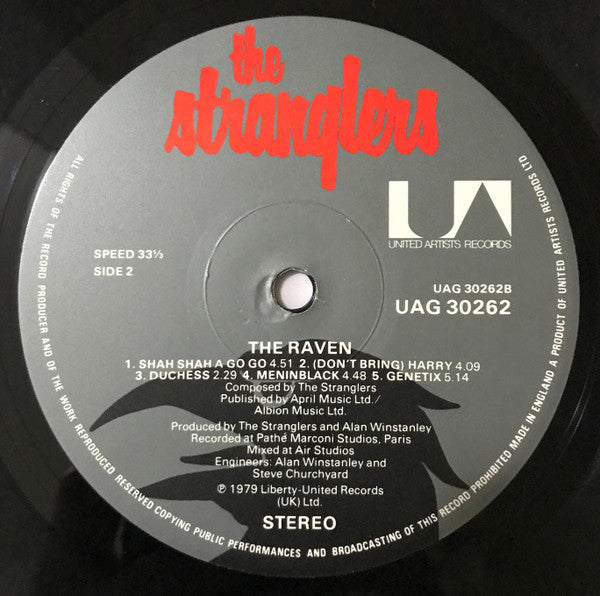 the
stranglers
UA
UNITED ARTISTS RECORDS
SPEED 33⅓
SIDE 2
UAG 30262B
UAG 30262
THE RAVEN
1. SHAH SHAH A GO GO 4.51 2. (DON'T BRING) HARRY 4.09
3. DUCHESS 2.29 4. MENINBLACK 4.48 5. GENETIX 5.14
Composed by The Stranglers
Published by April Music Ltd./
Albion Music Ltd.
Produced by The Stranglers and Alan Winstanley
Recorded at Pathé Marconi Studios, Paris
Mixed at Air Studios
Engineers: Alan Winstanley and
Steve Churchyard
℗ 1979 Liberty-United Records
(UK) Ltd.
STEREO
ALL RIGHTS OF THE RECORD PRODUCER AND OF THE OWNER OF THE WORK REPRODUCED RESERVED COPYING PUBLIC PERFORMANCES AND BROADCASTING OF THIS RECORD PROHIBITED MADE IN ENGLAND A PRODUCT OF UNITED ARTISTS RECORDS LTD